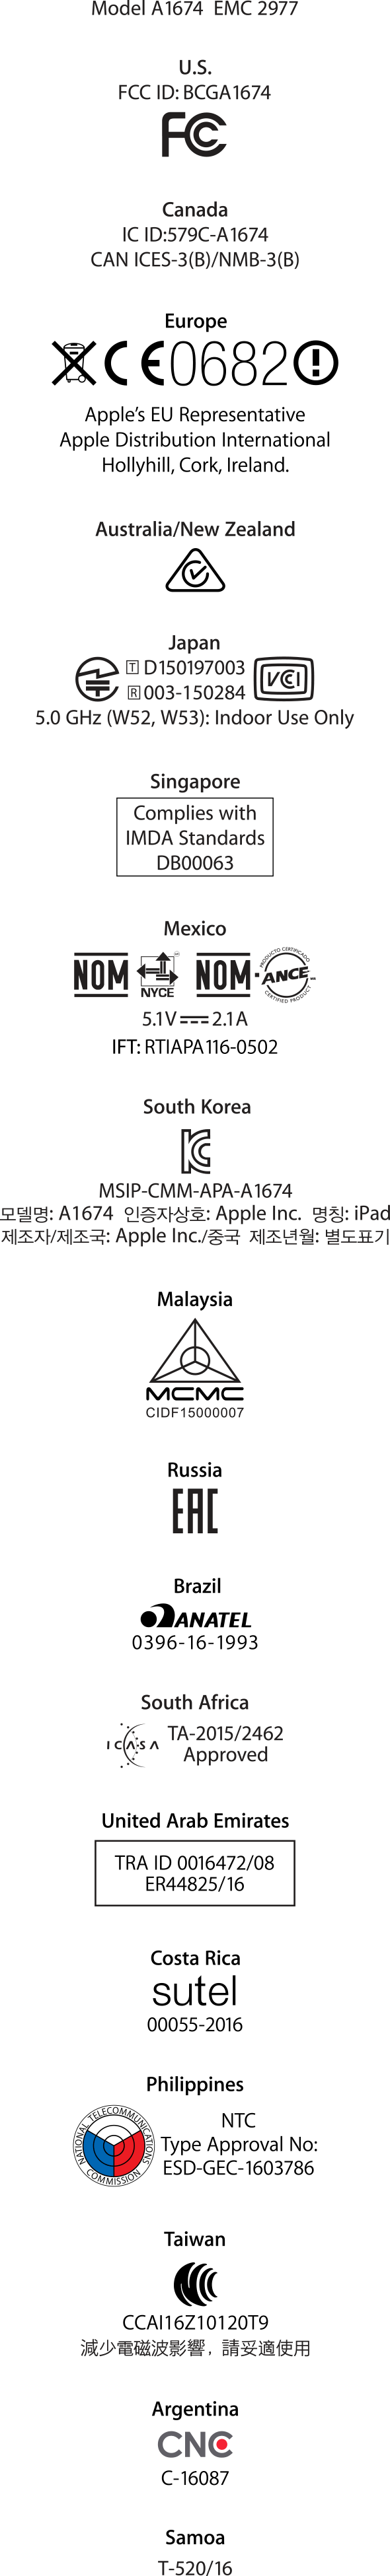 Model A1674  EMC 2977
U.S.
FCC ID: BCGA1674
FC
Canada
IC ID:579C-A1674
CAN ICES-3(B)/NMB-3(B)
Europe
CE0682
Apple’s EU Representative
Apple Distribution International
Hollyhill, Cork, Ireland.
Australia/New Zealand
Japan
T D150197003
R 003-150284
VCI
5.0 GHz (W52, W53): Indoor Use Only
Singapore
Complies with
IMDA Standards
DB00063
Mexico
NOM NYCE NOM-ANCE
PRODUCTO CERTIFICADO
CERTIFIED PRODUCT
5.1V 2.1A
IFT: RTIAPA116-0502
South Korea
KC
MSIP-CMM-APA-A1674
모델명: A1674  인증자상호: Apple Inc.  명칭: iPad
제조자/제조국: Apple Inc./중국  제조년월: 별도표기
Malaysia
MCMC
CIDF15000007
Russia
EAC
Brazil
ANATEL
0396-16-1993
South Africa
ICASA
TA-2015/2462
Approved
United Arab Emirates
TRA ID 0016472/08
ER44825/16
Costa Rica
sutel
00055-2016
Philippines
NATIONAL TELECOMMUNICATIONS
COMMISSION
NTC
Type Approval No:
ESD-GEC-1603786
Taiwan
CCAI16Z10120T9
減少電磁波影響，請妥適使用
Argentina
CNC
C-16087
Samoa
T-520/16